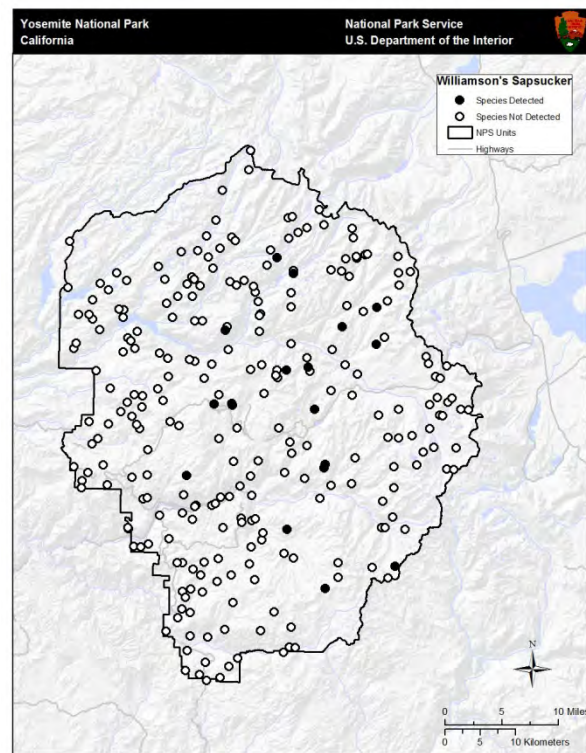 Yosemite National Park
California
National Park Service
U.S. Department of the Interior
Williamson's Sapsucker
Species Detected
Species Not Detected
NPS Units
Highways
N
0 5 10 Miles
0 5 10 Kilometers